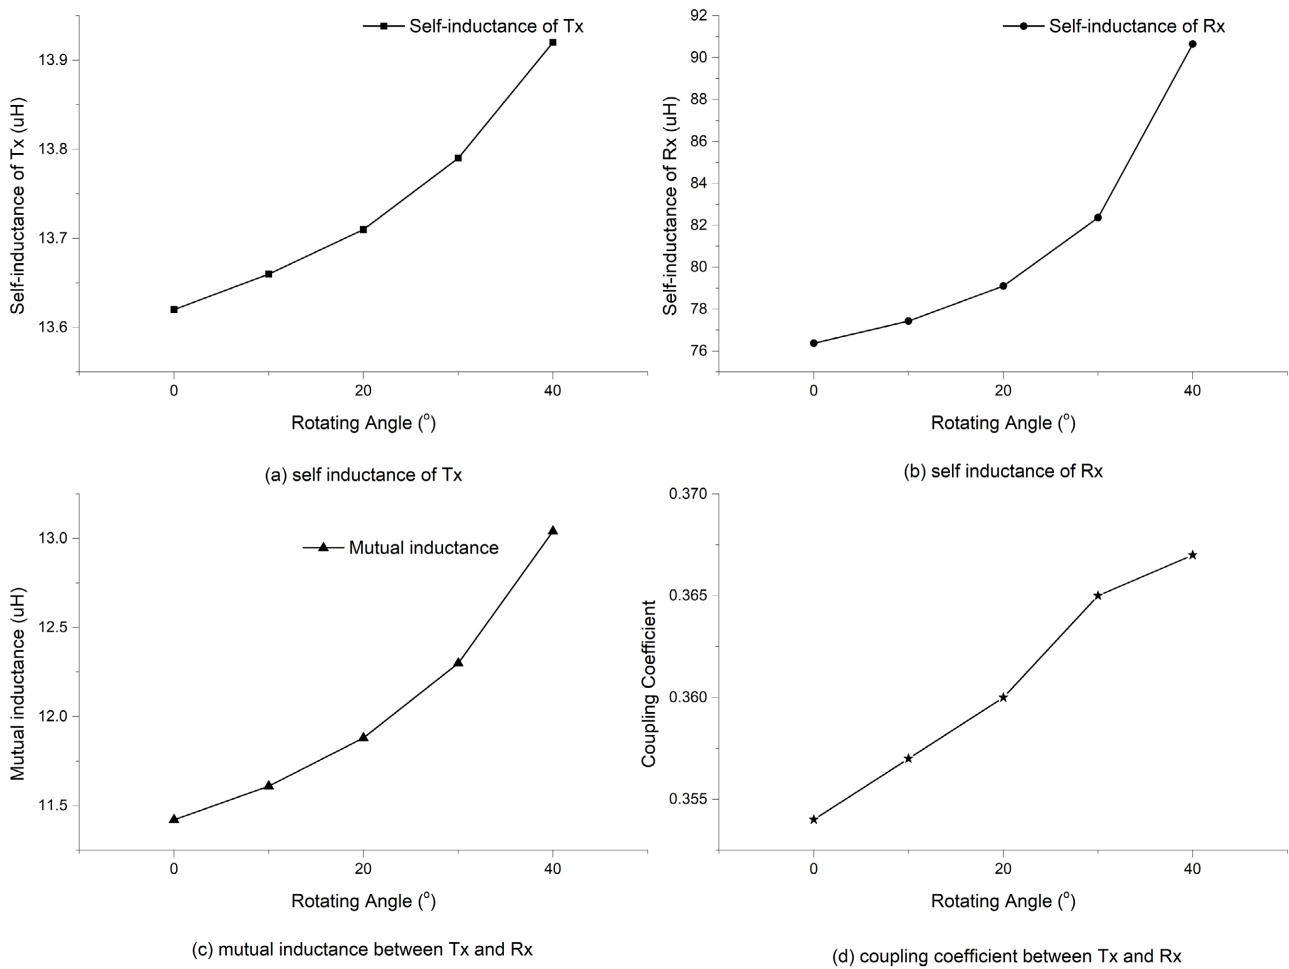 Self-inductance of Tx
13.9
13.8
13.7
13.6
Self-inductance of Tx (uH)
0
20
40
Rotating Angle (o)
(a) self inductance of Tx
Self-inductance of Rx
92
90
88
86
84
82
80
78
76
Self-inductance of Rx (uH)
0
20
40
Rotating Angle (o)
(b) self inductance of Rx
Mutual inductance
13.0
12.5
12.0
11.5
Mutual inductance (uH)
0
20
40
Rotating Angle (o)
(c) mutual inductance between Tx and Rx
0.370
0.365
0.360
0.355
Coupling Coefficient
0
20
40
Rotating Angle (o)
(d) coupling coefficient between Tx and Rx